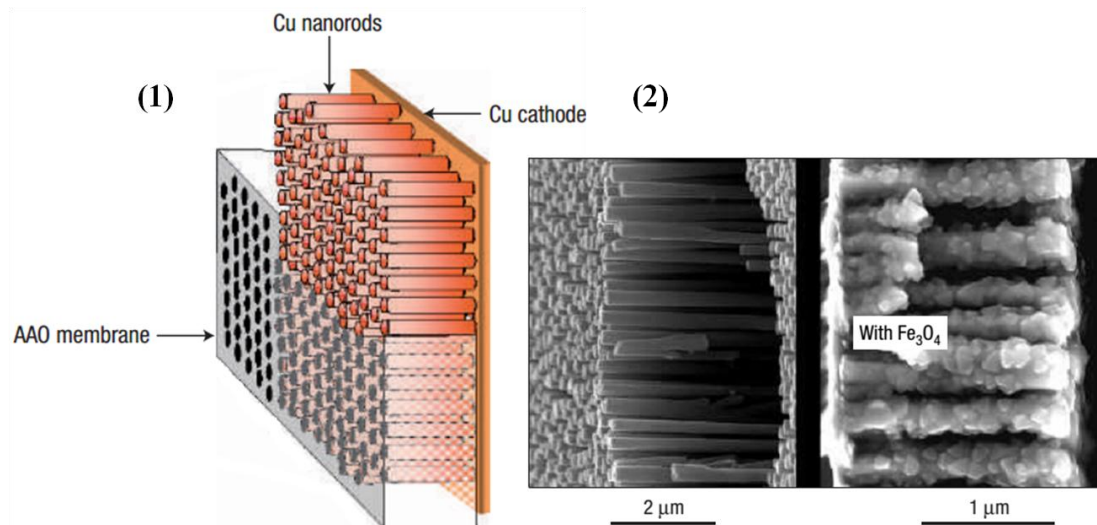 Cu nanorods
(1)
(2)
Cu cathode
AAO membrane
With Fe₃O₄
2 μm
1 μm